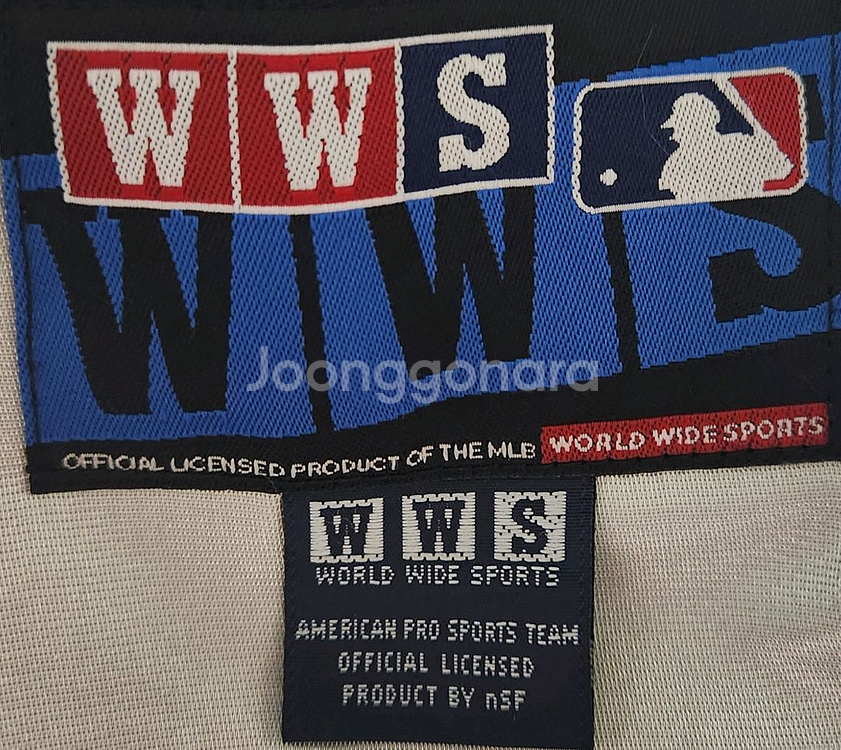 WWS
WWS
Joonggonara
OFFICIAL LICENSED PRODUCT OF THE MLB WORLD WIDE SPORTS
WWS
WORLD WIDE SPORTS
AMERICAN PRO SPORTS TEAM
OFFICIAL LICENSED
PRODUCT BY nSF